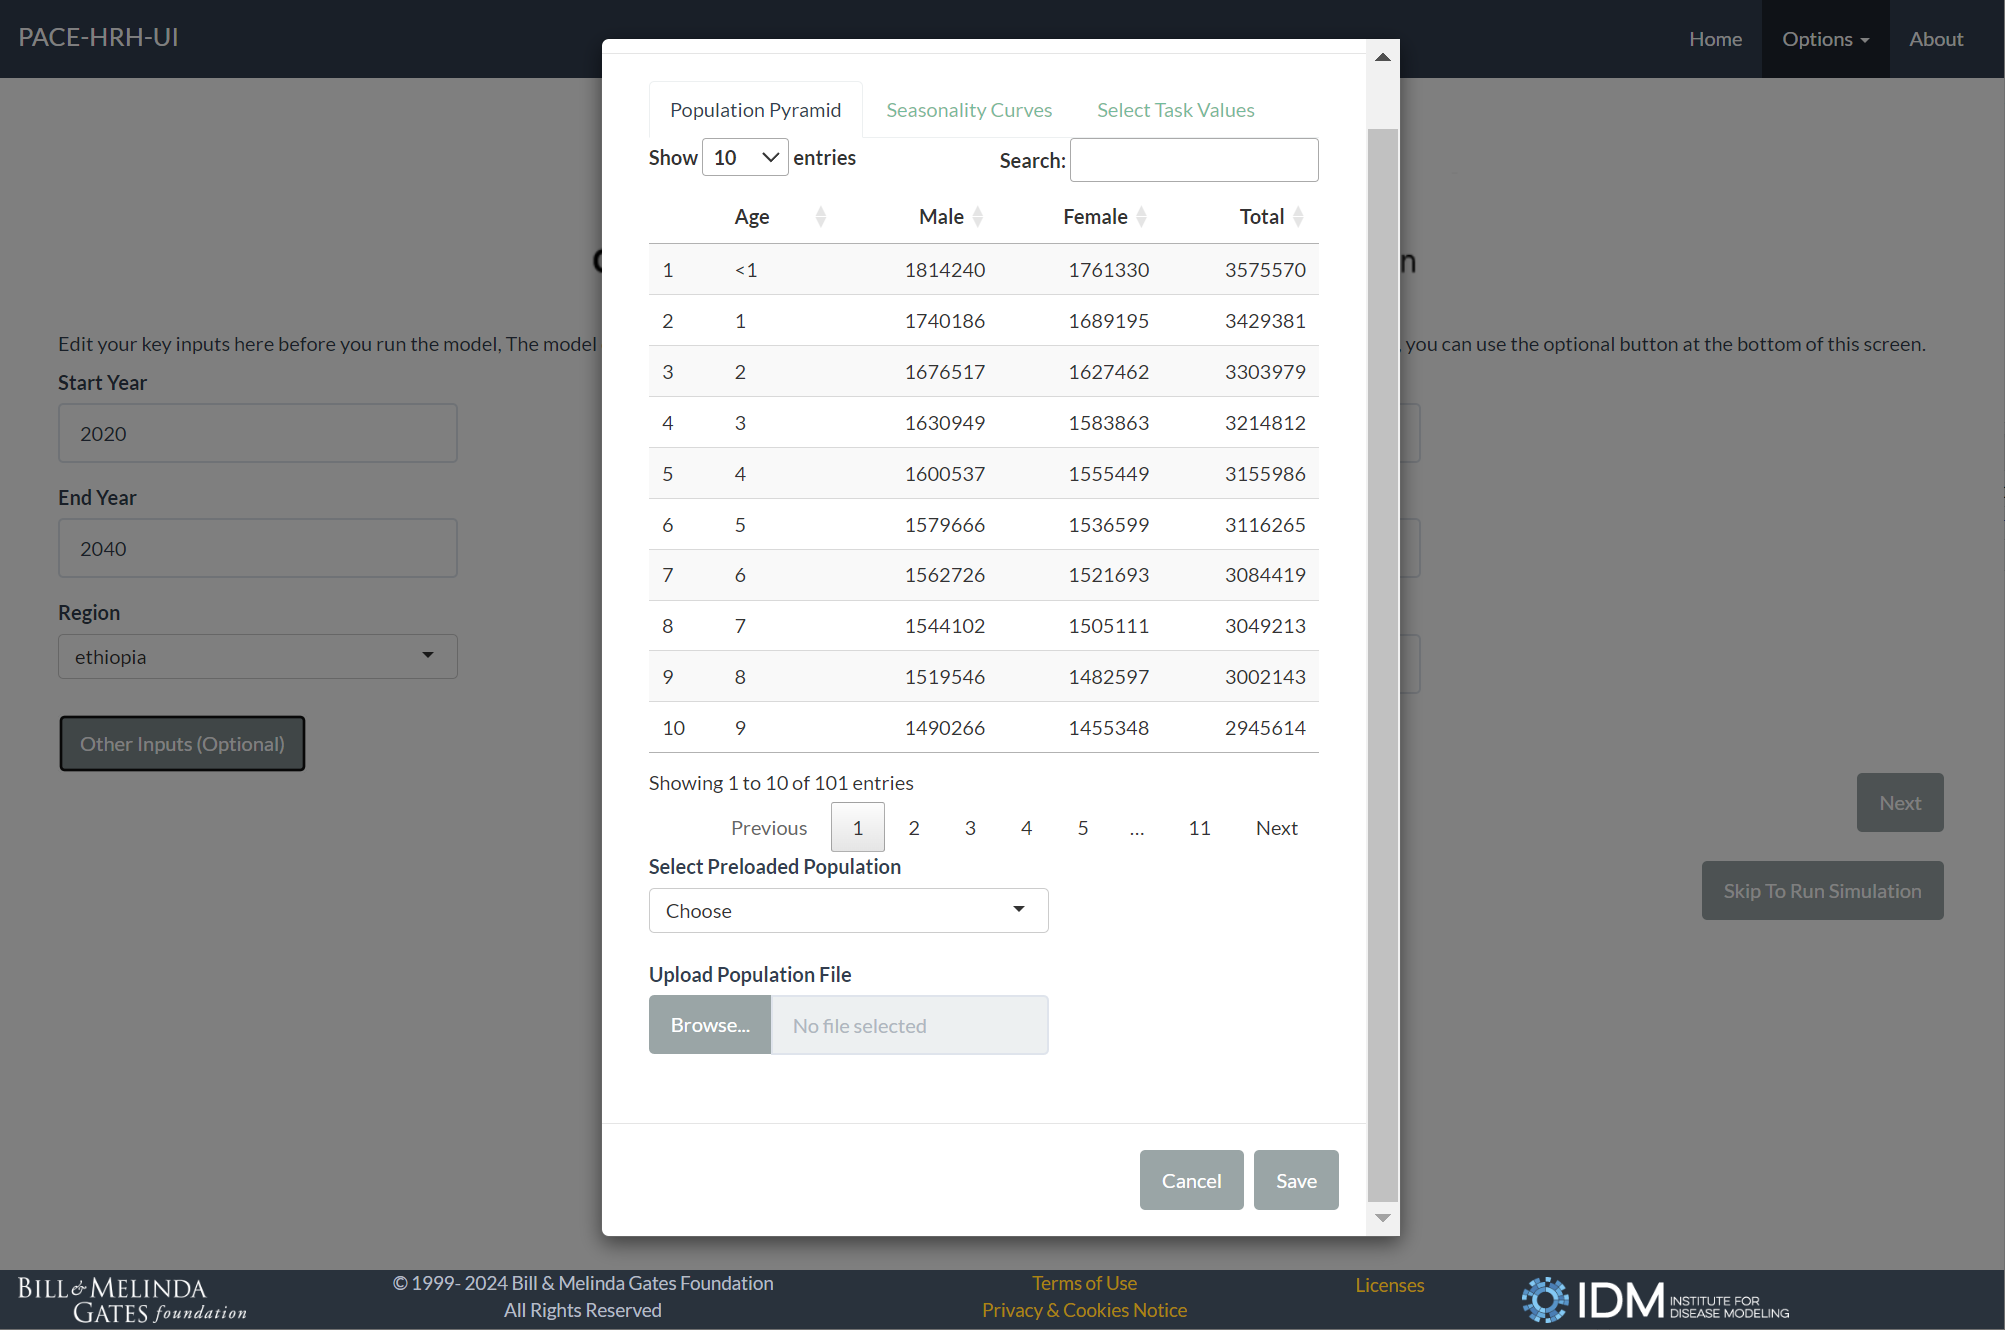 PACE-HRH-UI
Home
Options
About
Population Pyramid
Seasonality Curves
Select Task Values
Show 10 entries
Search:
Age Male Female Total
1 <1 1814240 1761330 3575570
2 1 1740186 1689195 3429381
3 2 1676517 1627462 3303979
4 3 1630949 1583863 3214812
5 4 1600537 1555449 3155986
6 5 1579666 1536599 3116265
7 6 1562726 1521693 3084419
8 7 1544102 1505111 3049213
9 8 1519546 1482597 3002143
10 9 1490266 1455348 2945614
Showing 1 to 10 of 101 entries
Previous 1 2 3 4 5 ... 11 Next
Select Preloaded Population
Choose
Upload Population File
Browse... No file selected
Cancel
Save
Edit your key inputs here before you run the model, The model
you can use the optional button at the bottom of this screen.
Start Year
2020
End Year
2040
Region
ethiopia
Other Inputs (Optional)
Next
Skip To Run Simulation
BILL & MELINDA
GATES foundation
© 1999- 2024 Bill & Melinda Gates Foundation
All Rights Reserved
Terms of Use
Privacy & Cookies Notice
Licenses
IDM INSTITUTE FOR
DISEASE MODELING